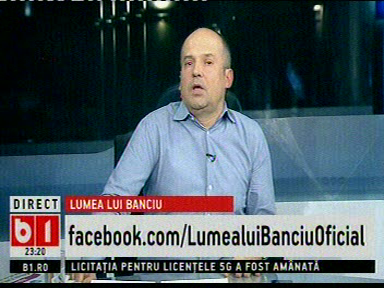 DIRECT
LUMEA LUI BANCIU
b1
facebook.com/LumealuiBanciuOficial
23:20
B1.RO
LICITAȚIA PENTRU LICENȚELE 5G A FOST AMÂNATĂ